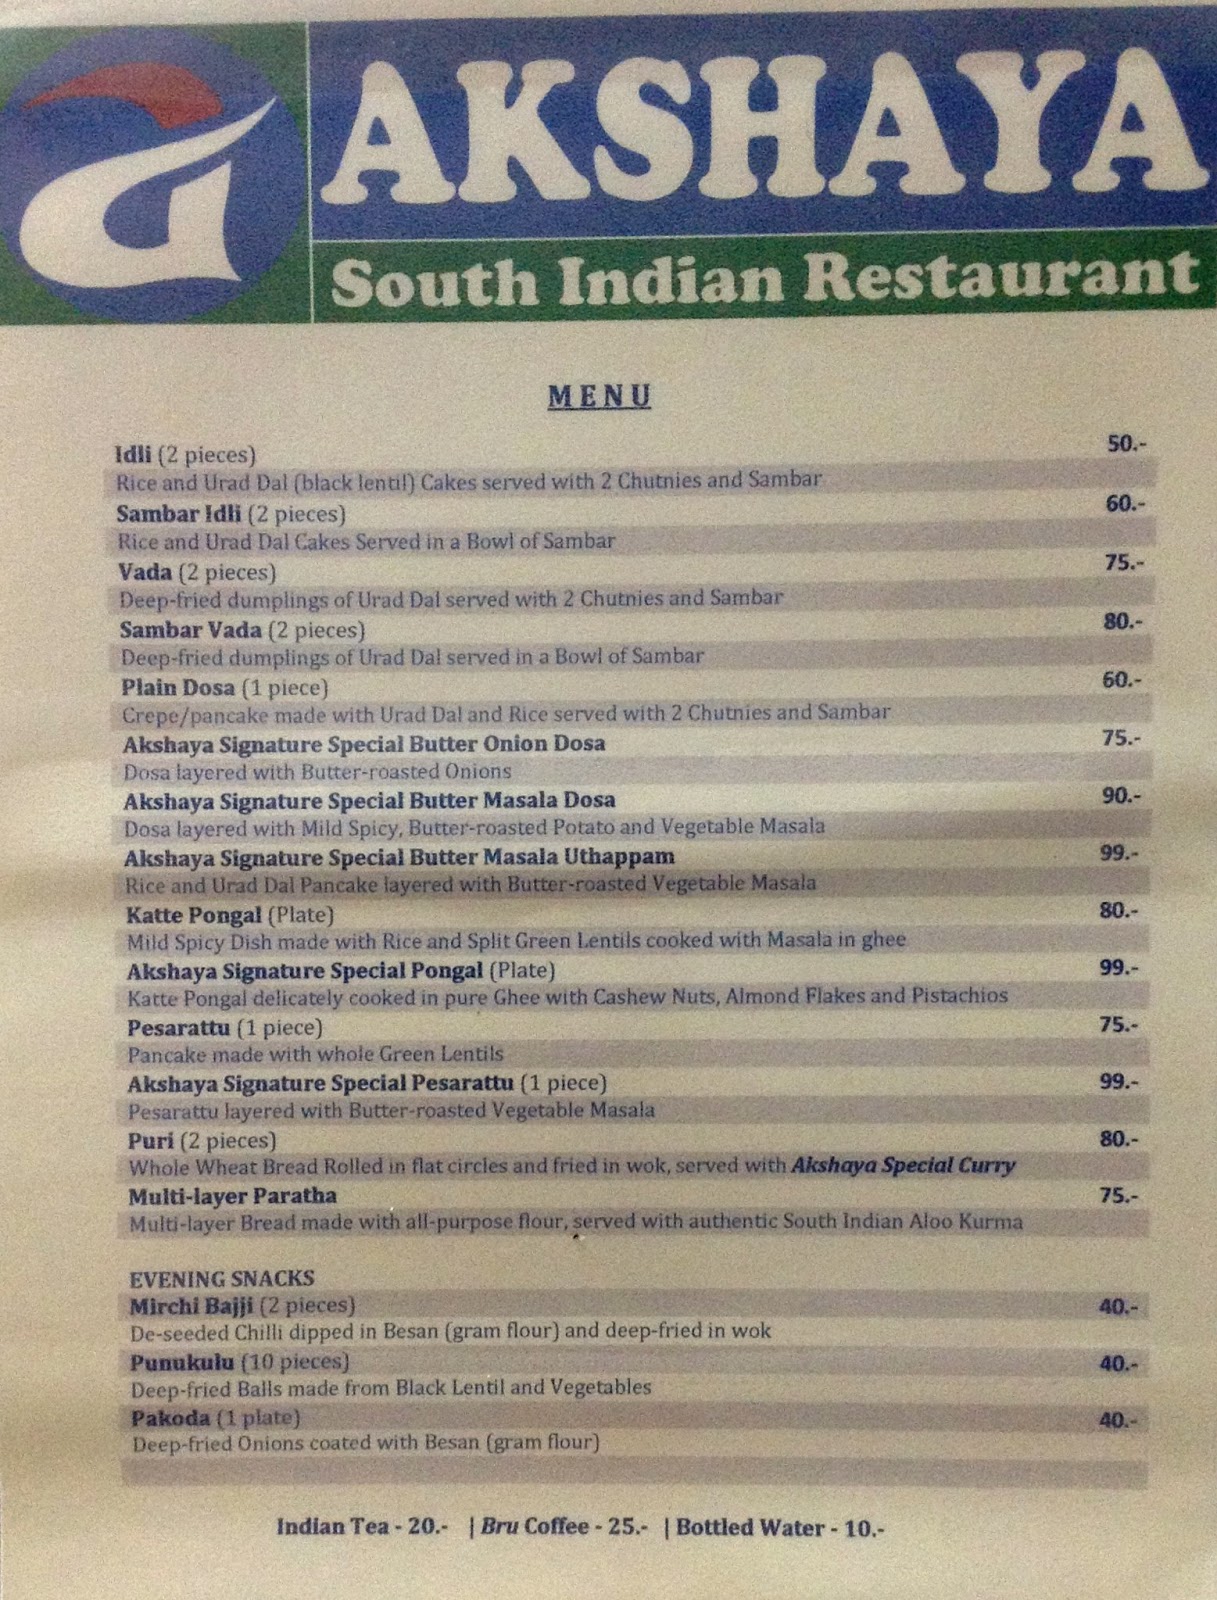 AKSHAYA
South Indian Restaurant
MENU
Idli (2 pieces) 50.-
Rice and Urad Dal (black lentil) Cakes served with 2 Chutnies and Sambar
Sambar Idli (2 pieces) 60.-
Rice and Urad Dal Cakes Served in a Bowl of Sambar
Vada (2 pieces) 75.-
Deep-fried dumplings of Urad Dal served with 2 Chutnies and Sambar
Sambar Vada (2 pieces) 80.-
Deep-fried dumplings of Urad Dal served in a Bowl of Sambar
Plain Dosa (1 piece) 60.-
Crepe/pancake made with Urad Dal and Rice served with 2 Chutnies and Sambar
Akshaya Signature Special Butter Onion Dosa 75.-
Dosa layered with Butter-roasted Onions
Akshaya Signature Special Butter Masala Dosa 90.-
Dosa layered with Mild Spicy, Butter-roasted Potato and Vegetable Masala
Akshaya Signature Special Butter Masala Uthappam 99.-
Rice and Urad Dal Pancake layered with Butter-roasted Vegetable Masala
Katte Pongal (Plate) 80.-
Mild Spicy Dish made with Rice and Split Green Lentils cooked with Masala in ghee
Akshaya Signature Special Pongal (Plate) 99.-
Katte Pongal delicately cooked in pure Ghee with Cashew Nuts, Almond Flakes and Pistachios
Pesarattu (1 piece) 75.-
Pancake made with whole Green Lentils
Akshaya Signature Special Pesarattu (1 piece) 99.-
Pesarattu layered with Butter-roasted Vegetable Masala
Puri (2 pieces) 80.-
Whole Wheat Bread Rolled in flat circles and fried in wok, served with Akshaya Special Curry
Multi-layer Paratha 75.-
Multi-layer Bread made with all-purpose flour, served with authentic South Indian Aloo Kurma
EVENING SNACKS
Mirchi Bajji (2 pieces) 40.-
De-seeded Chilli dipped in Besan (gram flour) and deep-fried in wok
Punukulu (10 pieces) 40.-
Deep-fried Balls made from Black Lentil and Vegetables
Pakoda (1 plate) 40.-
Deep-fried Onions coated with Besan (gram flour)
Indian Tea - 20.- | Bru Coffee - 25.- | Bottled Water - 10.-